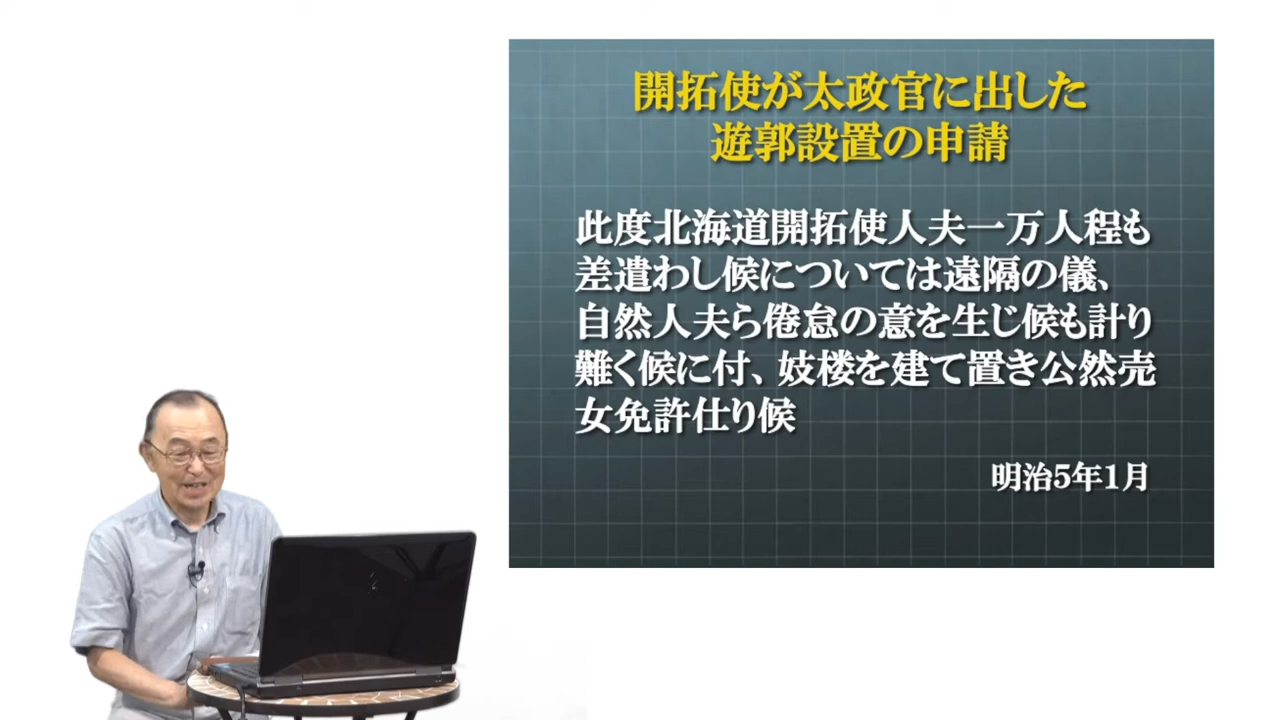 開拓使が太政官に出した
遊郭設置の申請
此度北海道開拓使人夫一万人程も
差遣わし候については遠隔の儀、
自然人夫ら倦怠の意を生じ候も計り
難く候に付、妓楼を建て置き公然売
女免許仕り候
明治5年1月